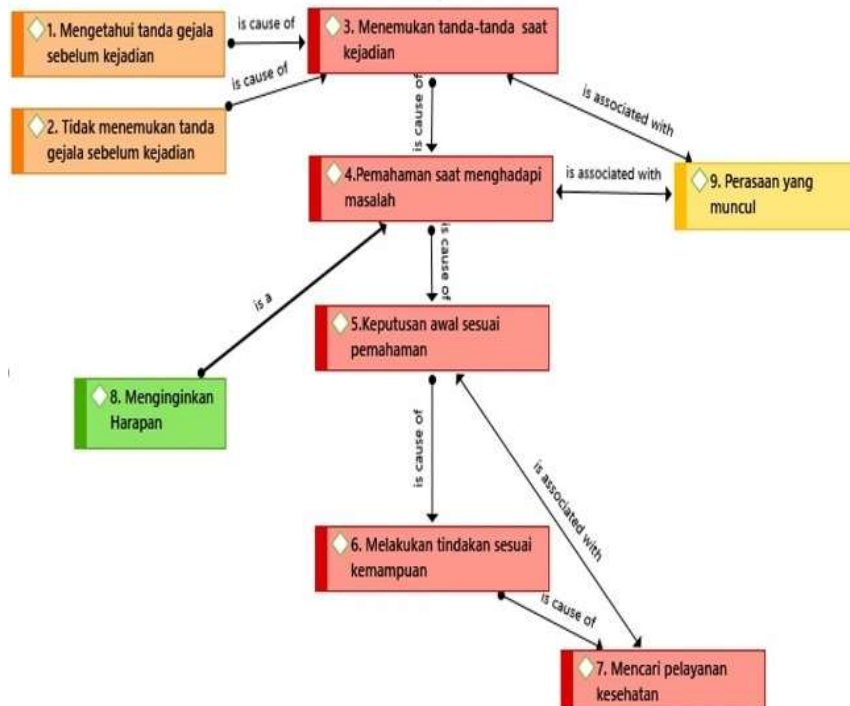 1. Mengetahui tanda gejala
sebelum kejadian
is cause of
3. Menemukan tanda-tanda saat
kejadian
is cause of
2. Tidak menemukan tanda
gejala sebelum kejadian
is cause of
is associated with
4.Pemahaman saat menghadapi
masalah
is associated with
9. Perasaan yang
muncul
is cause of
is a
5.Keputusan awal sesuai
pemahaman
8. Menginginkan
Harapan
is cause of
is associated with
6. Melakukan tindakan sesuai
kemampuan
is cause of
7. Mencari pelayanan
kesehatan